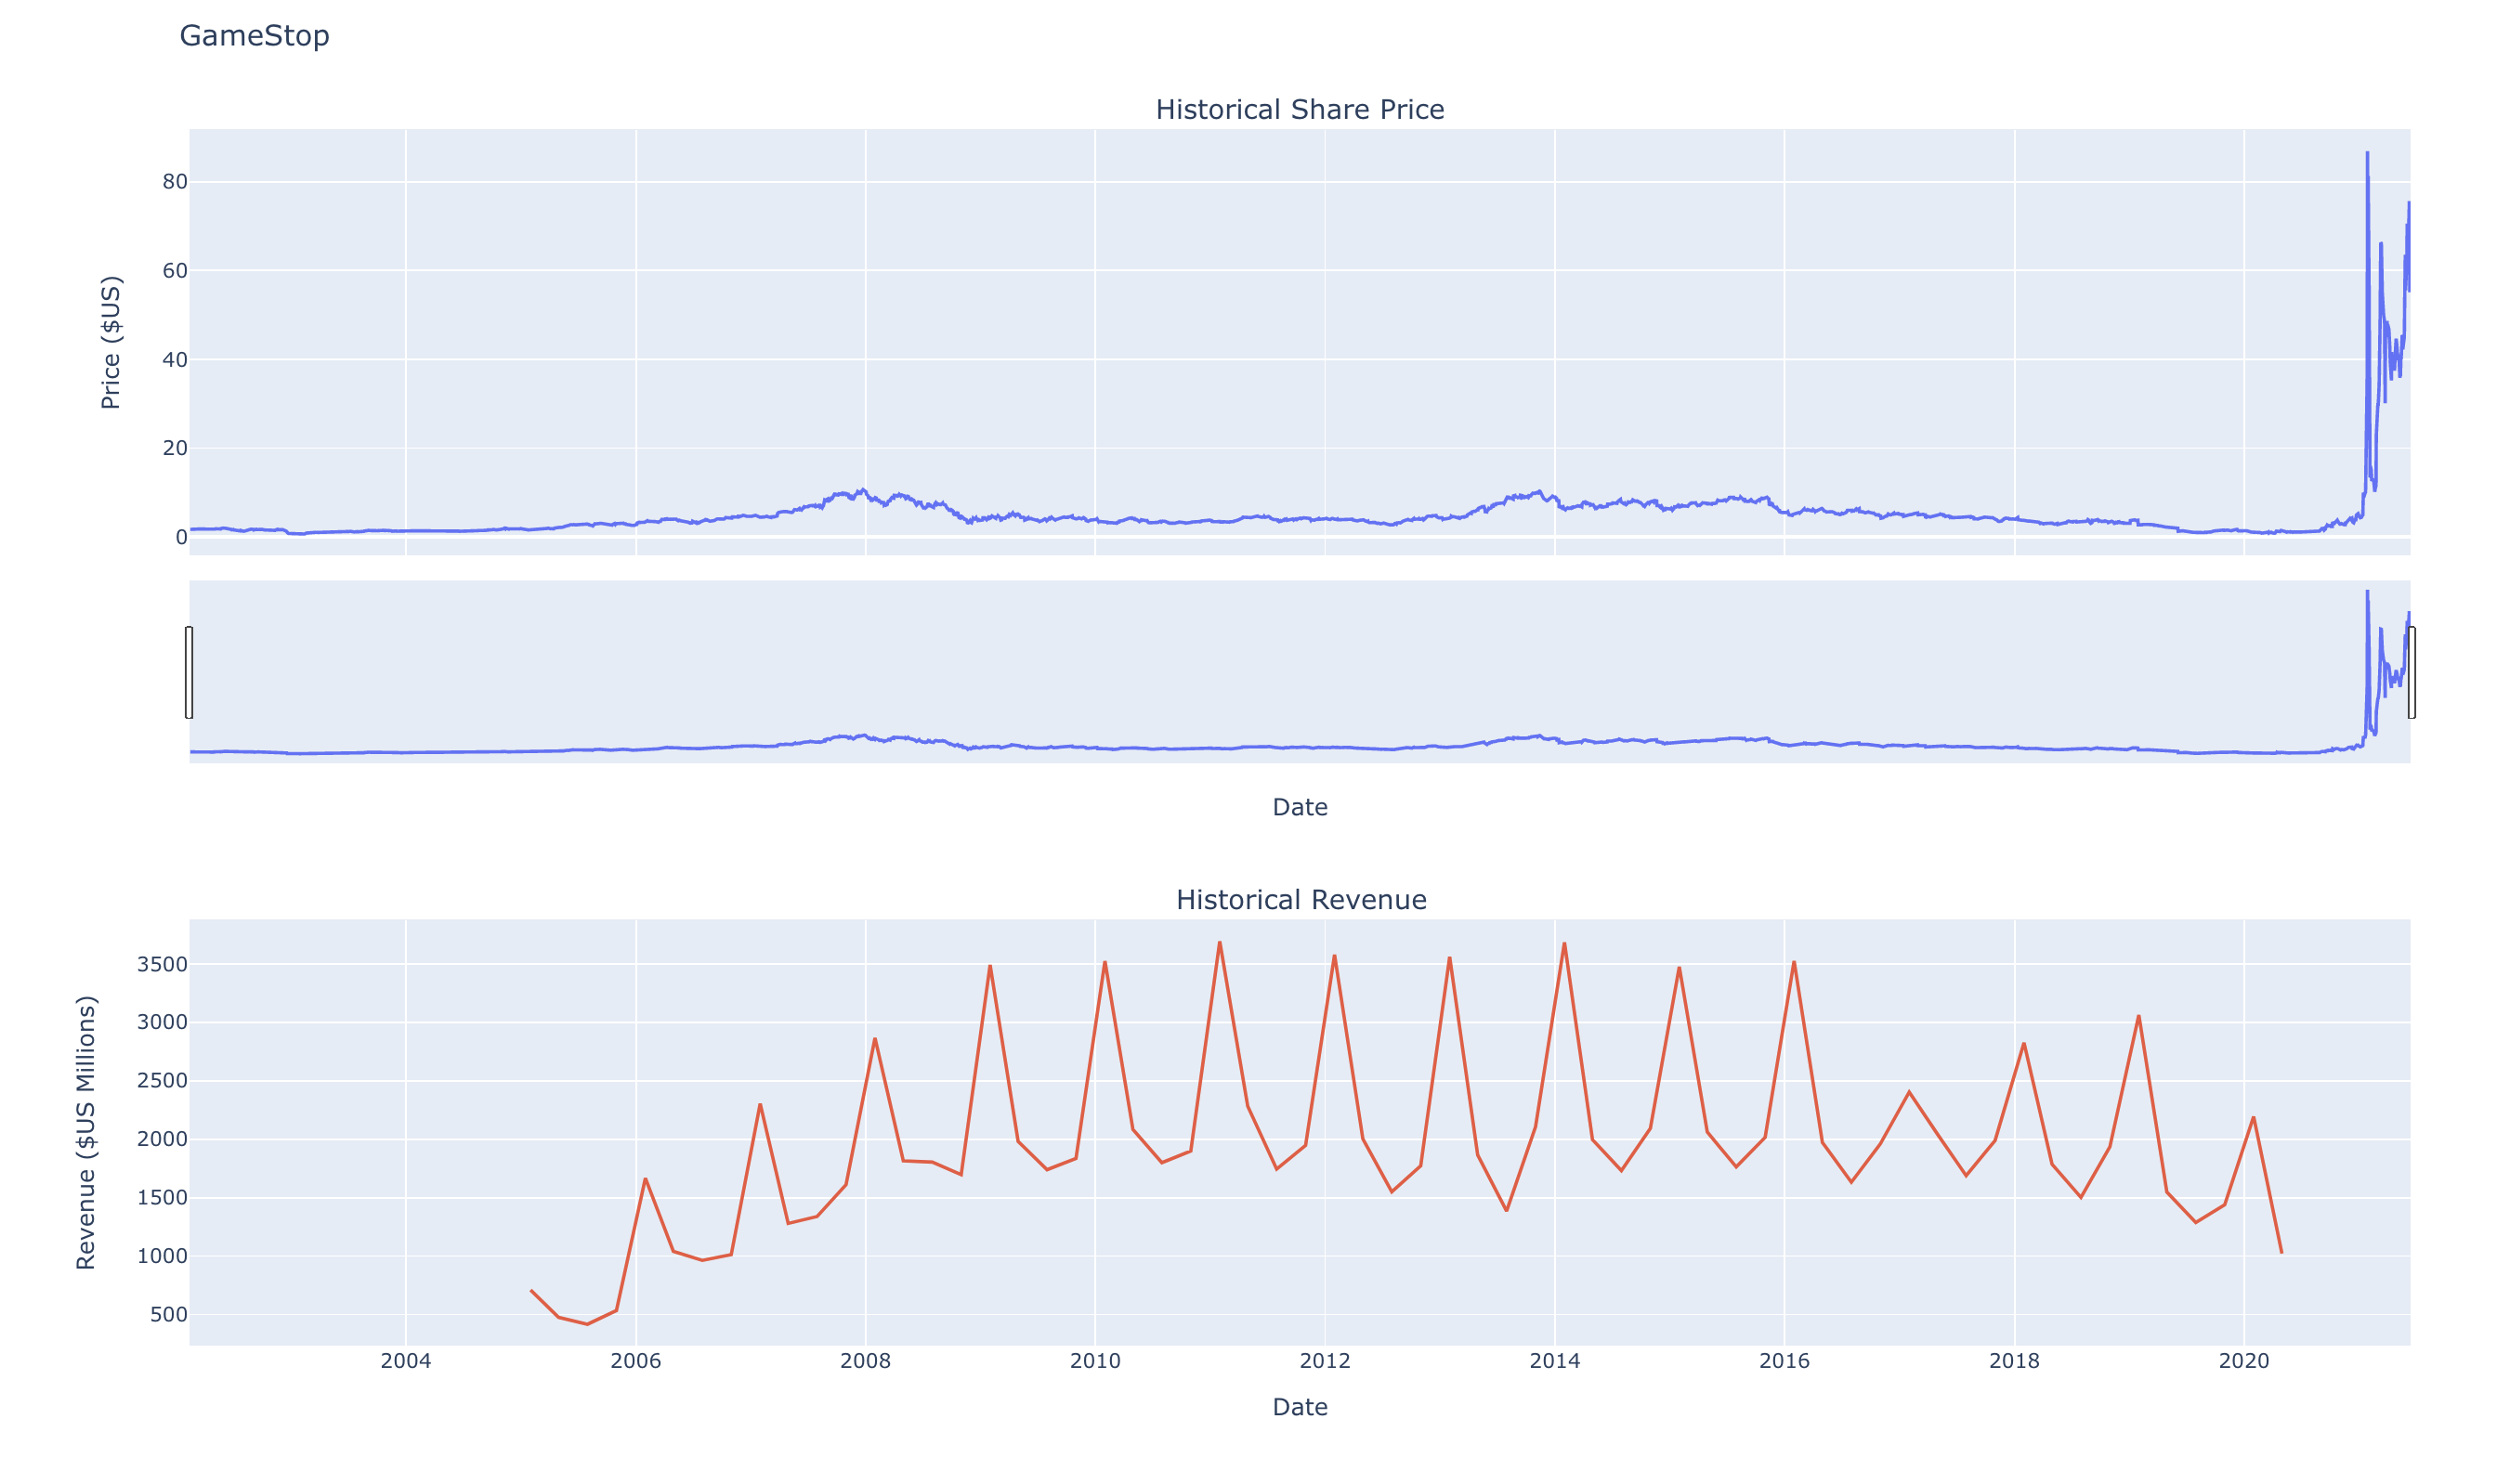 GameStop
Historical Share Price
80
60
40
20
0
Price ($US)
Date
Historical Revenue
3500
3000
2500
2000
1500
1000
500
Revenue ($US Millions)
2004 2006 2008 2010 2012 2014 2016 2018 2020
Date